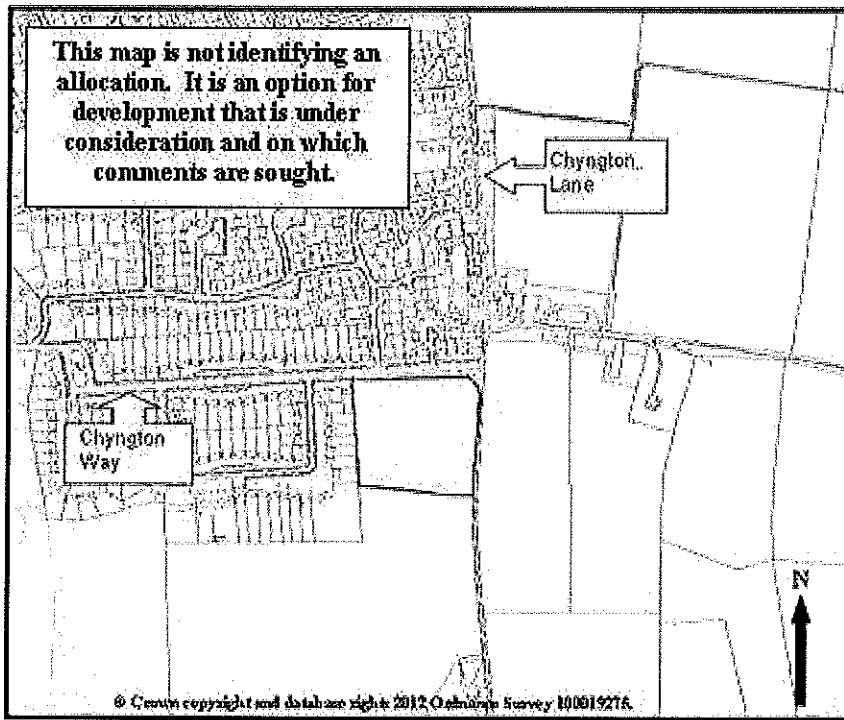 This map is not identifying an
allocation. It is an option for
development that is under
consideration and on which
comments are sought.
Chyngton
Lane
Chyngton
Way
N
© Crown copyright and database rights 2012 Ordnance Survey 100019275.